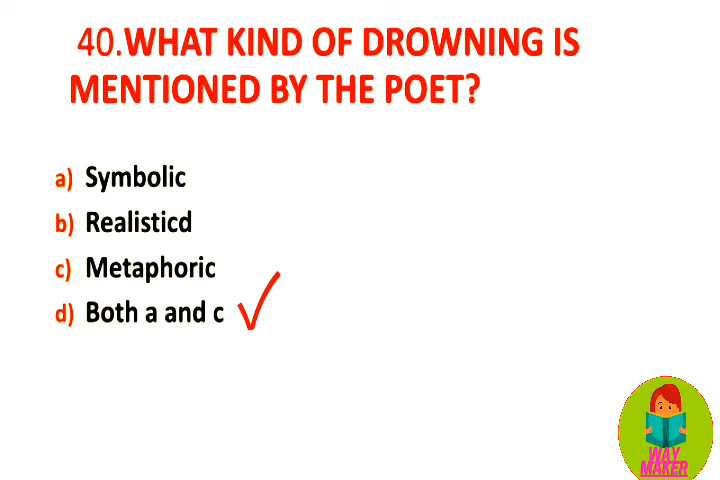 40.WHAT KIND OF DROWNING IS
MENTIONED BY THE POET?
a) Symbolic
b) Realisticd
c) Metaphoric
d) Both a and c
WAY
MAKER